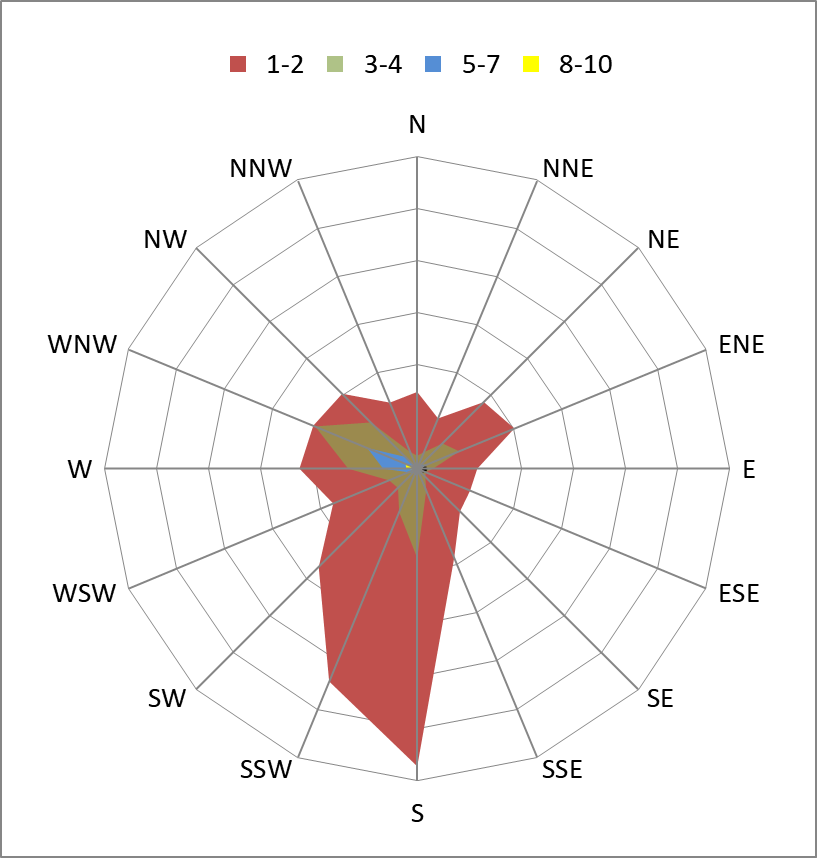 1-2 3-4 5-7 8-10
N
NNW NNE
NW NE
WNW ENE
W E
WSW ESE
SW SE
SSW SSE
S